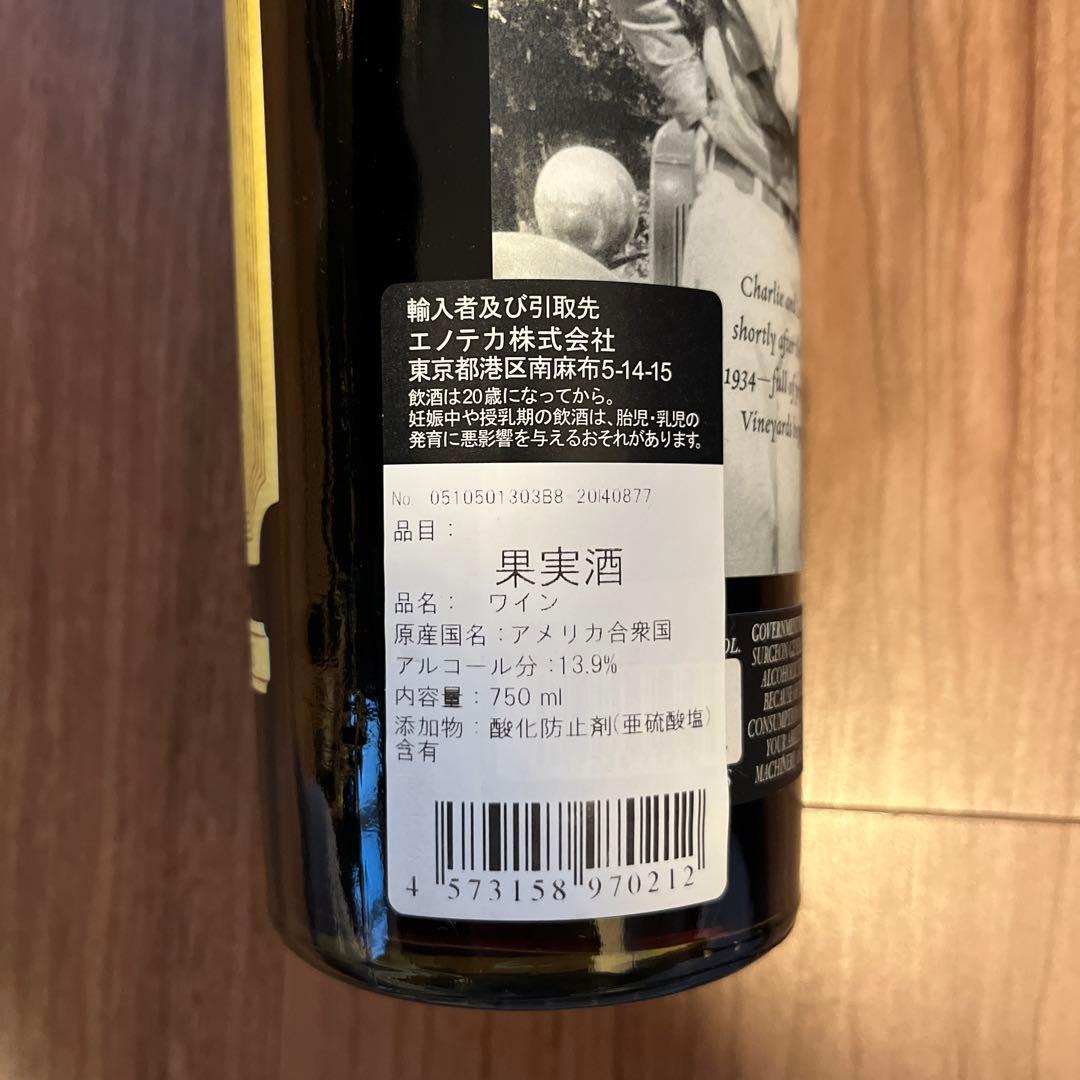 輸入者及び引取先
エノテカ株式会社
東京都港区南麻布5-14-15
飲酒は20歳になってから。
妊娠中や授乳期の飲酒は、胎児・乳児の
発育に悪影響を与えるおそれがあります。
No. 0510501303B8 20140877
品目：
果実酒
品名： ワイン
原産国名：アメリカ合衆国
アルコール分：13.9%
内容量：750 ml
添加物：酸化防止剤(亜硫酸塩)
含有
4 573158 970212
Charlie and
shortly after
1934—full of
Vineyards
OL.
GOVERNMENT
SURGEON GENE
ALCOHOLIC
BECAUSE
CONSUMPTION
YOUR
MACHINE